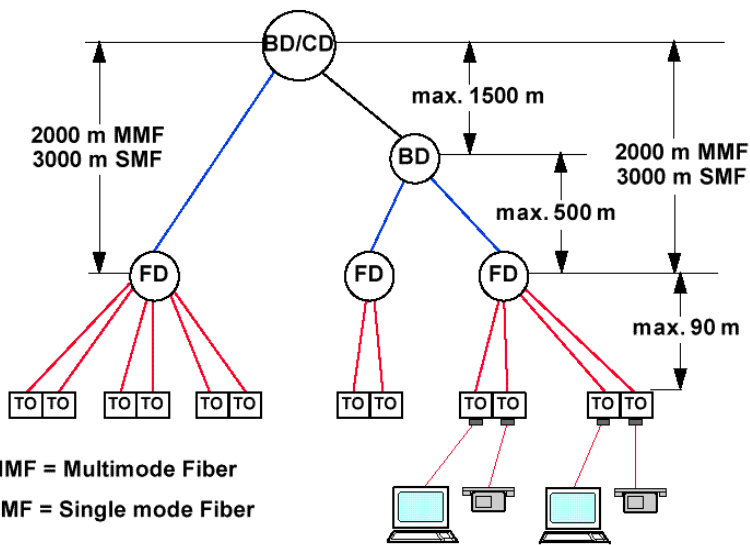 BD/CD
max. 1500 m
2000 m MMF
3000 m SMF
BD
2000 m MMF
3000 m SMF
max. 500 m
FD
FD
FD
max. 90 m
TO TO
TO TO
TO TO
TO TO
TO TO
TO TO
MF = Multimode Fiber
MF = Single mode Fiber